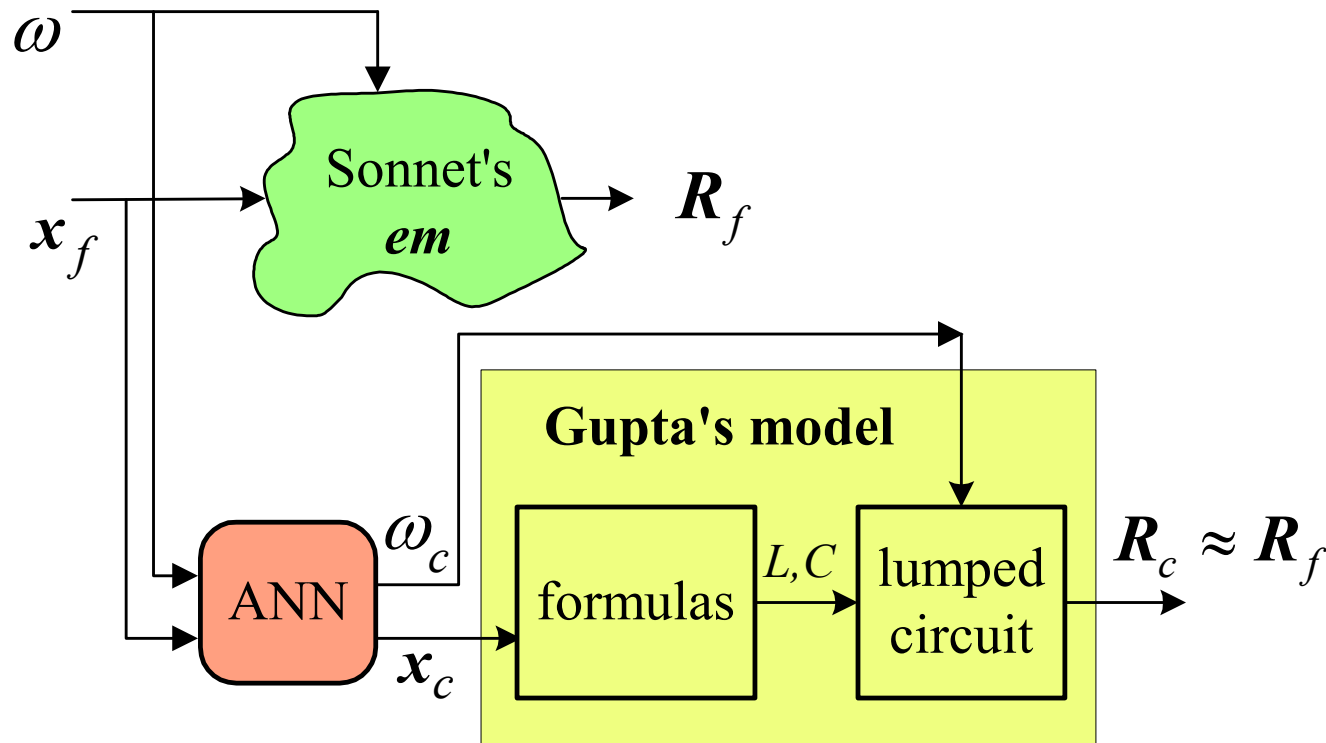 ω
Sonnet's
em
R_f
x_f
Gupta's model
ω_c
ANN
x_c
formulas
L,C
lumped
circuit
R_c ≈ R_f